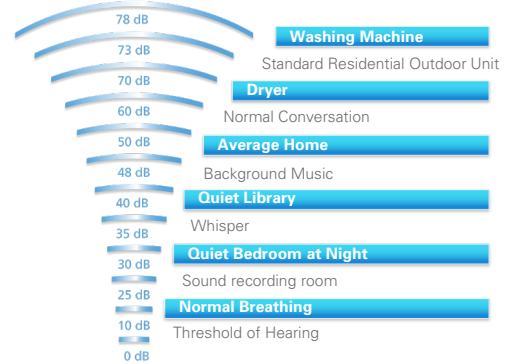 78 dB
Washing Machine
73 dB
Standard Residential Outdoor Unit
70 dB
Dryer
60 dB
Normal Conversation
50 dB
Average Home
48 dB
Background Music
40 dB
Quiet Library
35 dB
Whisper
30 dB
Quiet Bedroom at Night
25 dB
Sound recording room
10 dB
Normal Breathing
0 dB
Threshold of Hearing